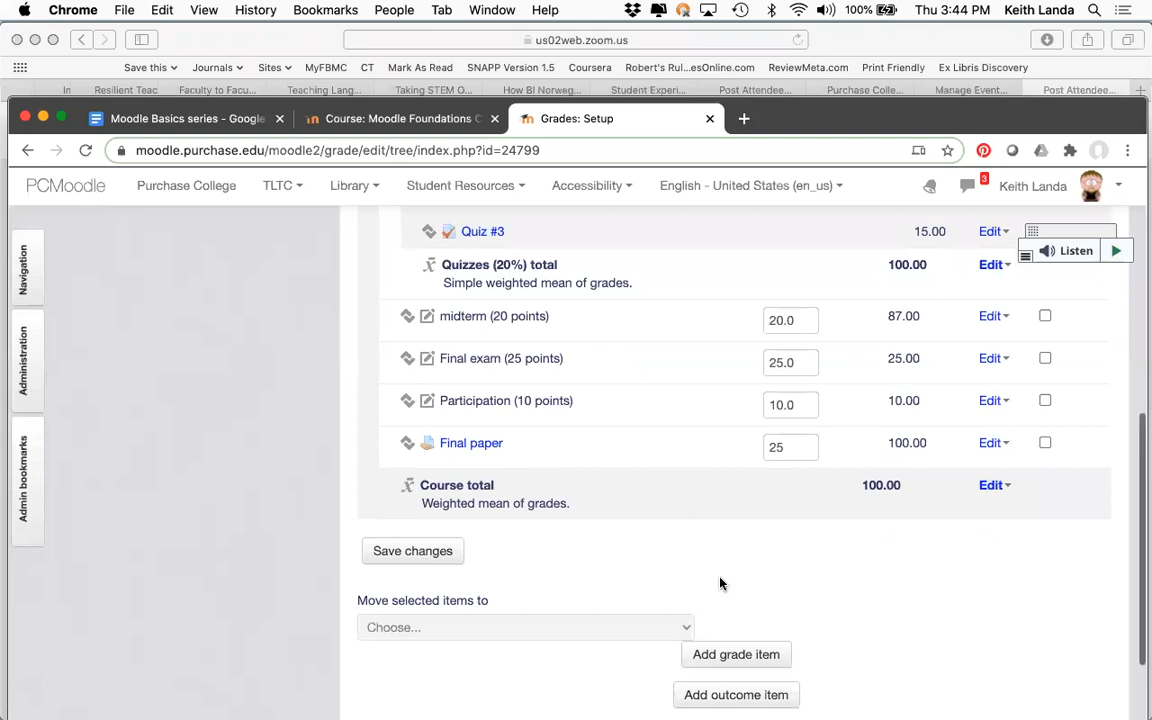 Chrome File Edit View History Bookmarks People Tab Window Help 100% Thu 3:44 PM Keith Landa
us02web.zoom.us
Save this Journals Sites MyFBMC CT Mark As Read SNAPP Version 1.5 Coursera Robert's Rul...esOnline.com ReviewMeta.com Print Friendly Ex Libris Discovery
In Resilient Teac Faculty to Facu... Teaching Lang... Taking STEM O... How BI Norweg... Student Experi... Post Attendee... Purchase Colle... Manage Event... Post Attendee...
Moodle Basics series - Google Course: Moodle Foundations C Grades: Setup
moodle.purchase.edu/moodle2/grade/edit/tree/index.php?id=24799
PCMoodle Purchase College TLTC Library Student Resources Accessibility English - United States (en_us) 3 Keith Landa
Navigation
Administration
Admin bookmarks
Quiz #3 15.00 Edit
Listen
Quizzes (20%) total 100.00 Edit
Simple weighted mean of grades.
midterm (20 points) 20.0 87.00 Edit
Final exam (25 points) 25.0 25.00 Edit
Participation (10 points) 10.0 10.00 Edit
Final paper 25 100.00 Edit
Course total 100.00 Edit
Weighted mean of grades.
Save changes
Move selected items to
Choose...
Add grade item
Add outcome item